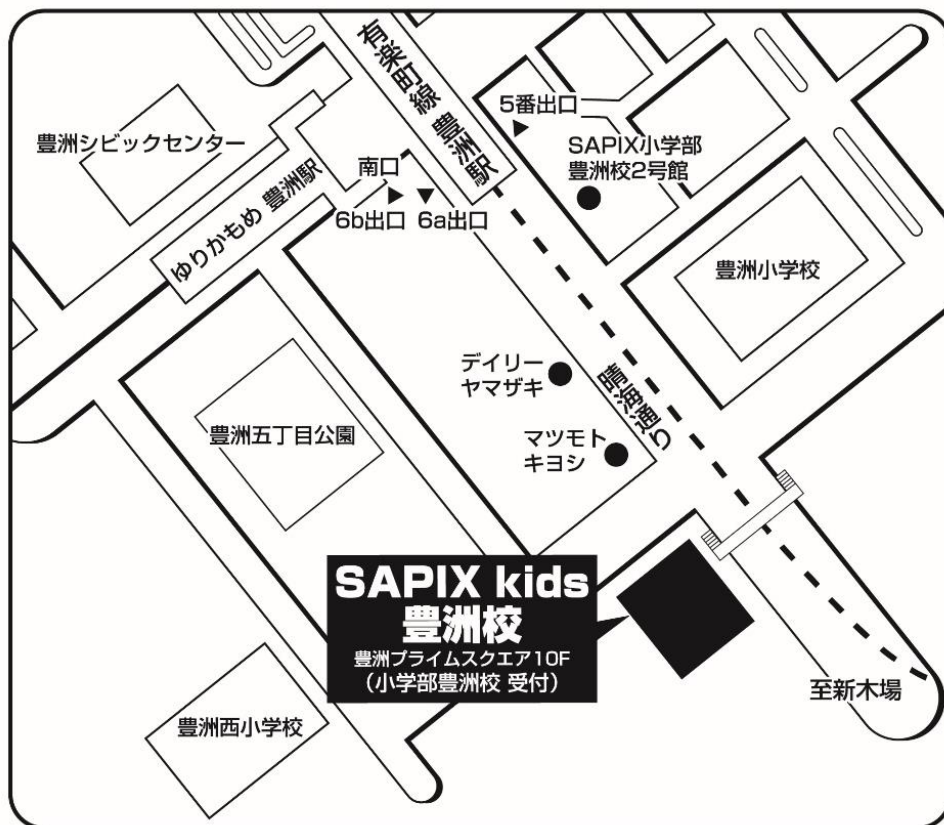 有楽町線 豊洲駅
5番出口
豊洲シビックセンター
SAPIX小学部
豊洲校2号館
南口
6b出口
6a出口
ゆりかもめ 豊洲駅
豊洲小学校
デイリー
ヤマザキ
晴海通り
豊洲五丁目公園
マツモト
キヨシ
SAPIX kids
豊洲校
豊洲プライムスクエア10F
（小学部豊洲校 受付）
至新木場
豊洲西小学校